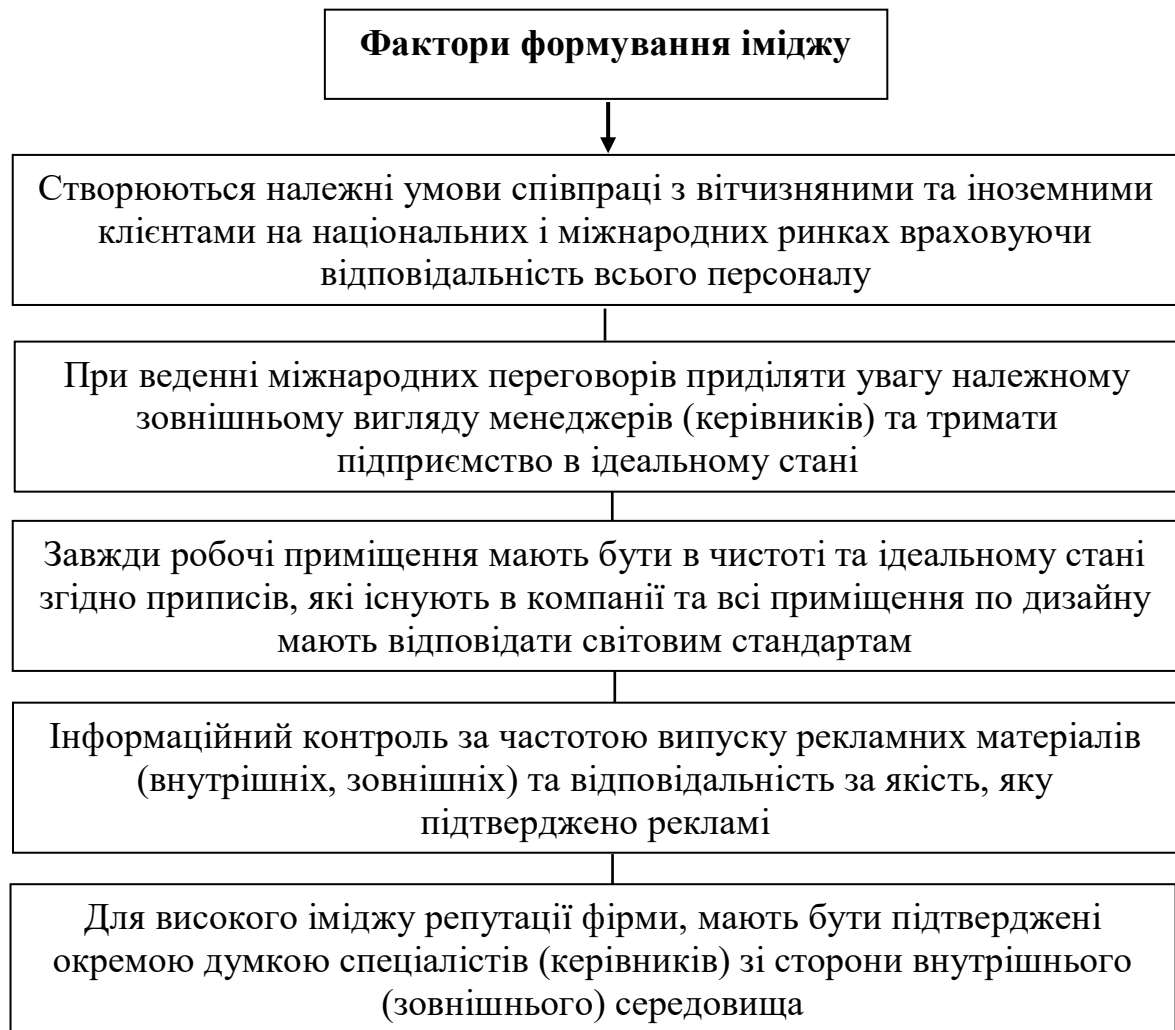 Фактори формування іміджу
Створюються належні умови співпраці з вітчизняними та іноземними
клієнтами на національних і міжнародних ринках враховуючи
відповідальність всього персоналу
При веденні міжнародних переговорів приділяти увагу належному
зовнішньому вигляду менеджерів (керівників) та тримати
підприємство в ідеальному стані
Завжди робочі приміщення мають бути в чистоті та ідеальному стані
згідно приписів, які існують в компанії та всі приміщення по дизайну
мають відповідати світовим стандартам
Інформаційний контроль за частотою випуску рекламних матеріалів
(внутрішніх, зовнішніх) та відповідальність за якість, яку
підтверджено рекламі
Для високого іміджу репутації фірми, мають бути підтверджені
окремою думкою спеціалістів (керівників) зі сторони внутрішнього
(зовнішнього) середовища